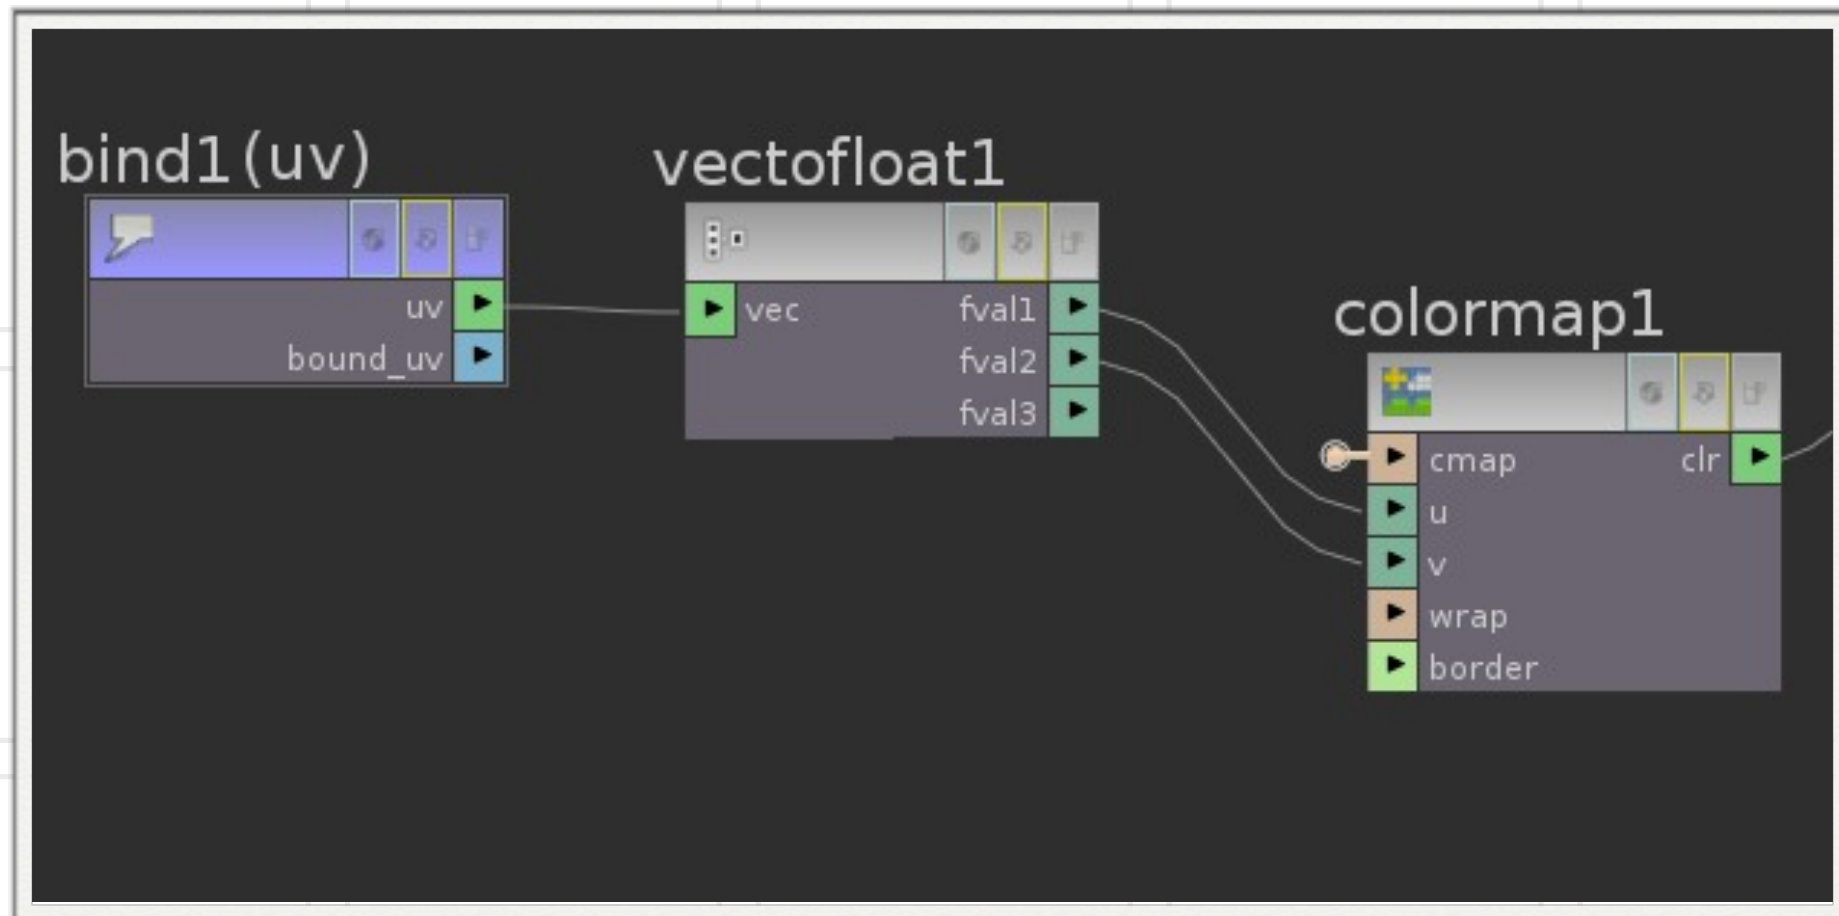 bind1(uv)
uv
bound_uv
vectofloat1
vec
fval1
fval2
fval3
colormap1
cmap
clr
u
v
wrap
border